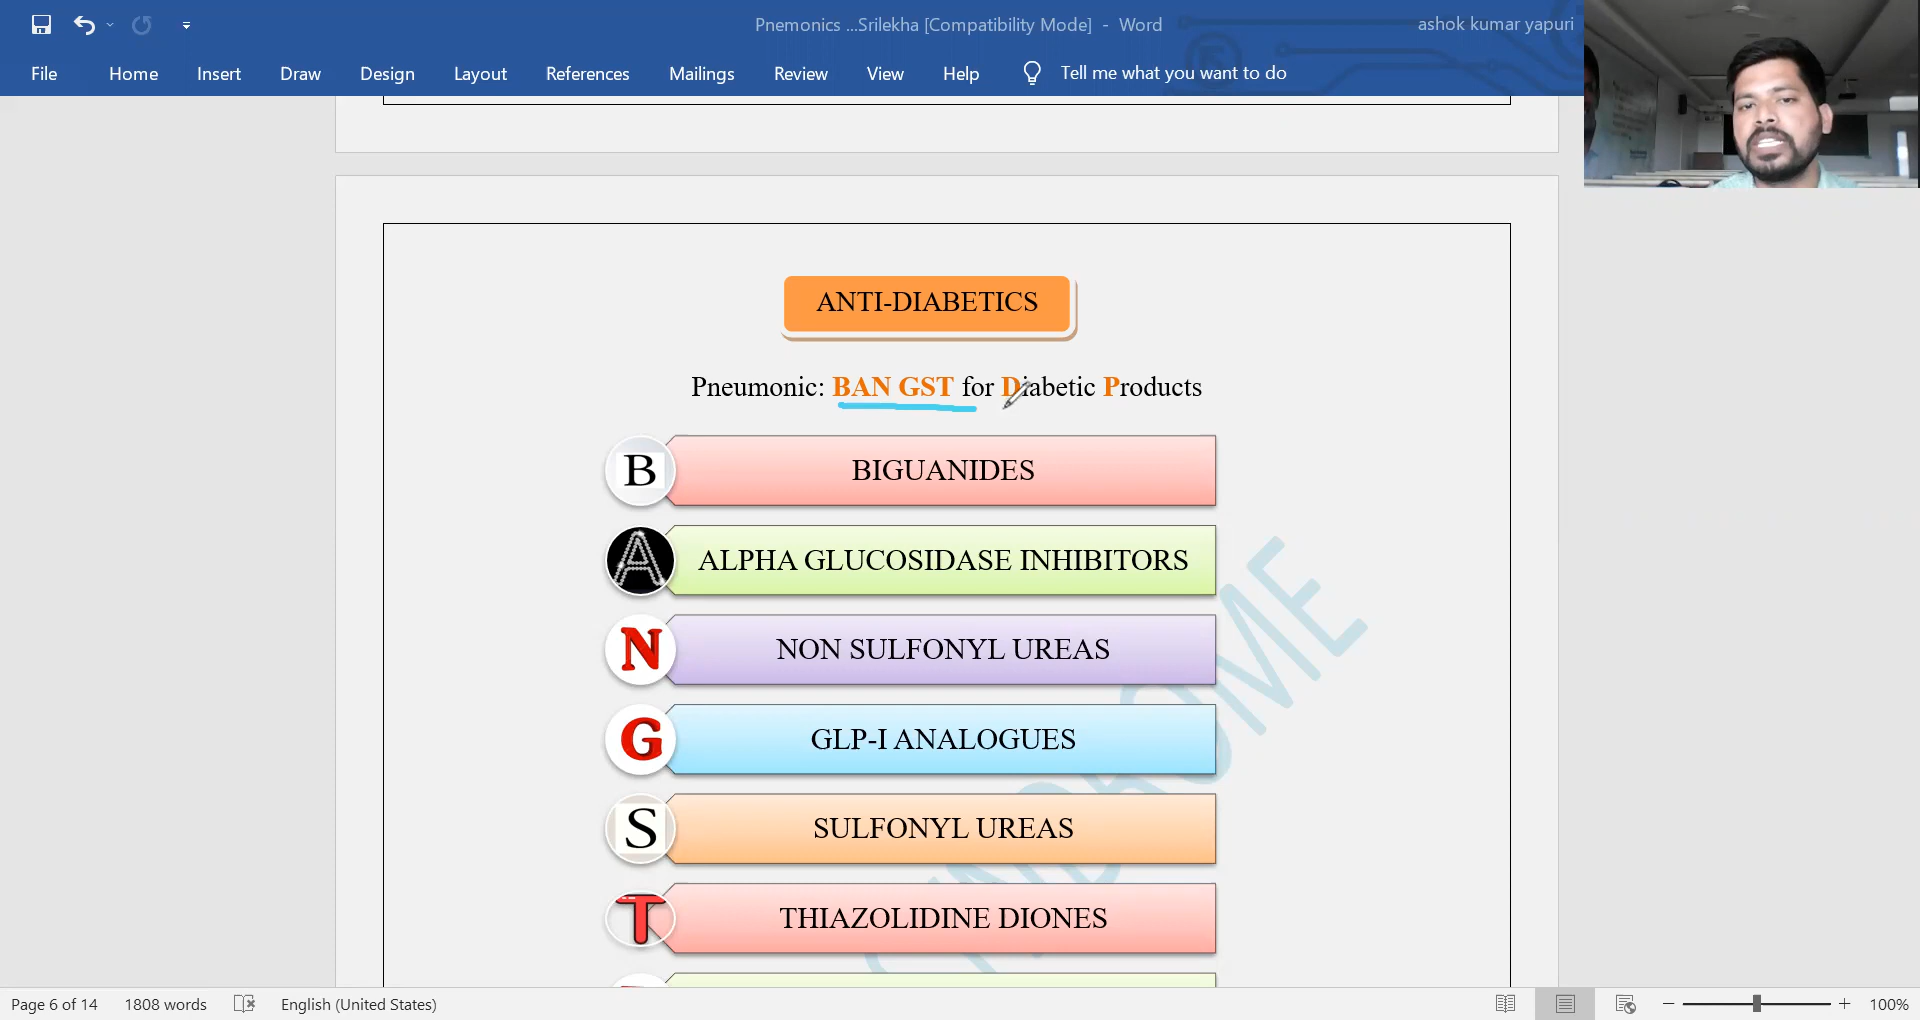 Pnemonics ...Srilekha [Compatibility Mode] - Word
ashok kumar yapuri
File Home Insert Draw Design Layout References Mailings Review View Help Tell me what you want to do
ANTI-DIABETICS
Pneumonic: BAN GST for Diabetic Products
B BIGUANIDES
A ALPHA GLUCOSIDASE INHIBITORS
N NON SULFONYL UREAS
G GLP-I ANALOGUES
S SULFONYL UREAS
T THIAZOLIDINE DIONES
Page 6 of 14 1808 words English (United States) 100%